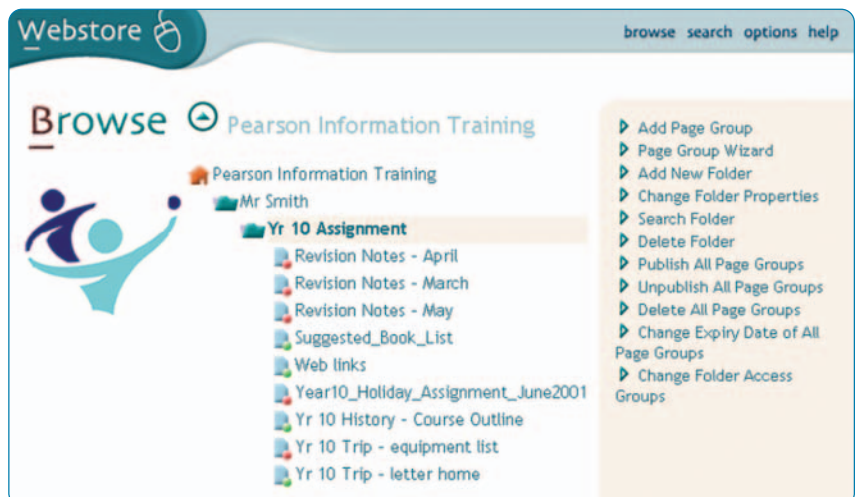 Webstore
browse search options help
Browse Pearson Information Training
Pearson Information Training
Mr Smith
Yr 10 Assignment
Revision Notes - April
Revision Notes - March
Revision Notes - May
Suggested_Book_List
Web links
Year10_Holiday_Assignment_June2001
Yr 10 History - Course Outline
Yr 10 Trip - equipment list
Yr 10 Trip - letter home
Add Page Group
Page Group Wizard
Add New Folder
Change Folder Properties
Search Folder
Delete Folder
Publish All Page Groups
Unpublish All Page Groups
Delete All Page Groups
Change Expiry Date of All
Page Groups
Change Folder Access
Groups